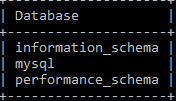 +--------------------+
| Database           |
+--------------------+
| information_schema |
| mysql              |
| performance_schema |
+--------------------+